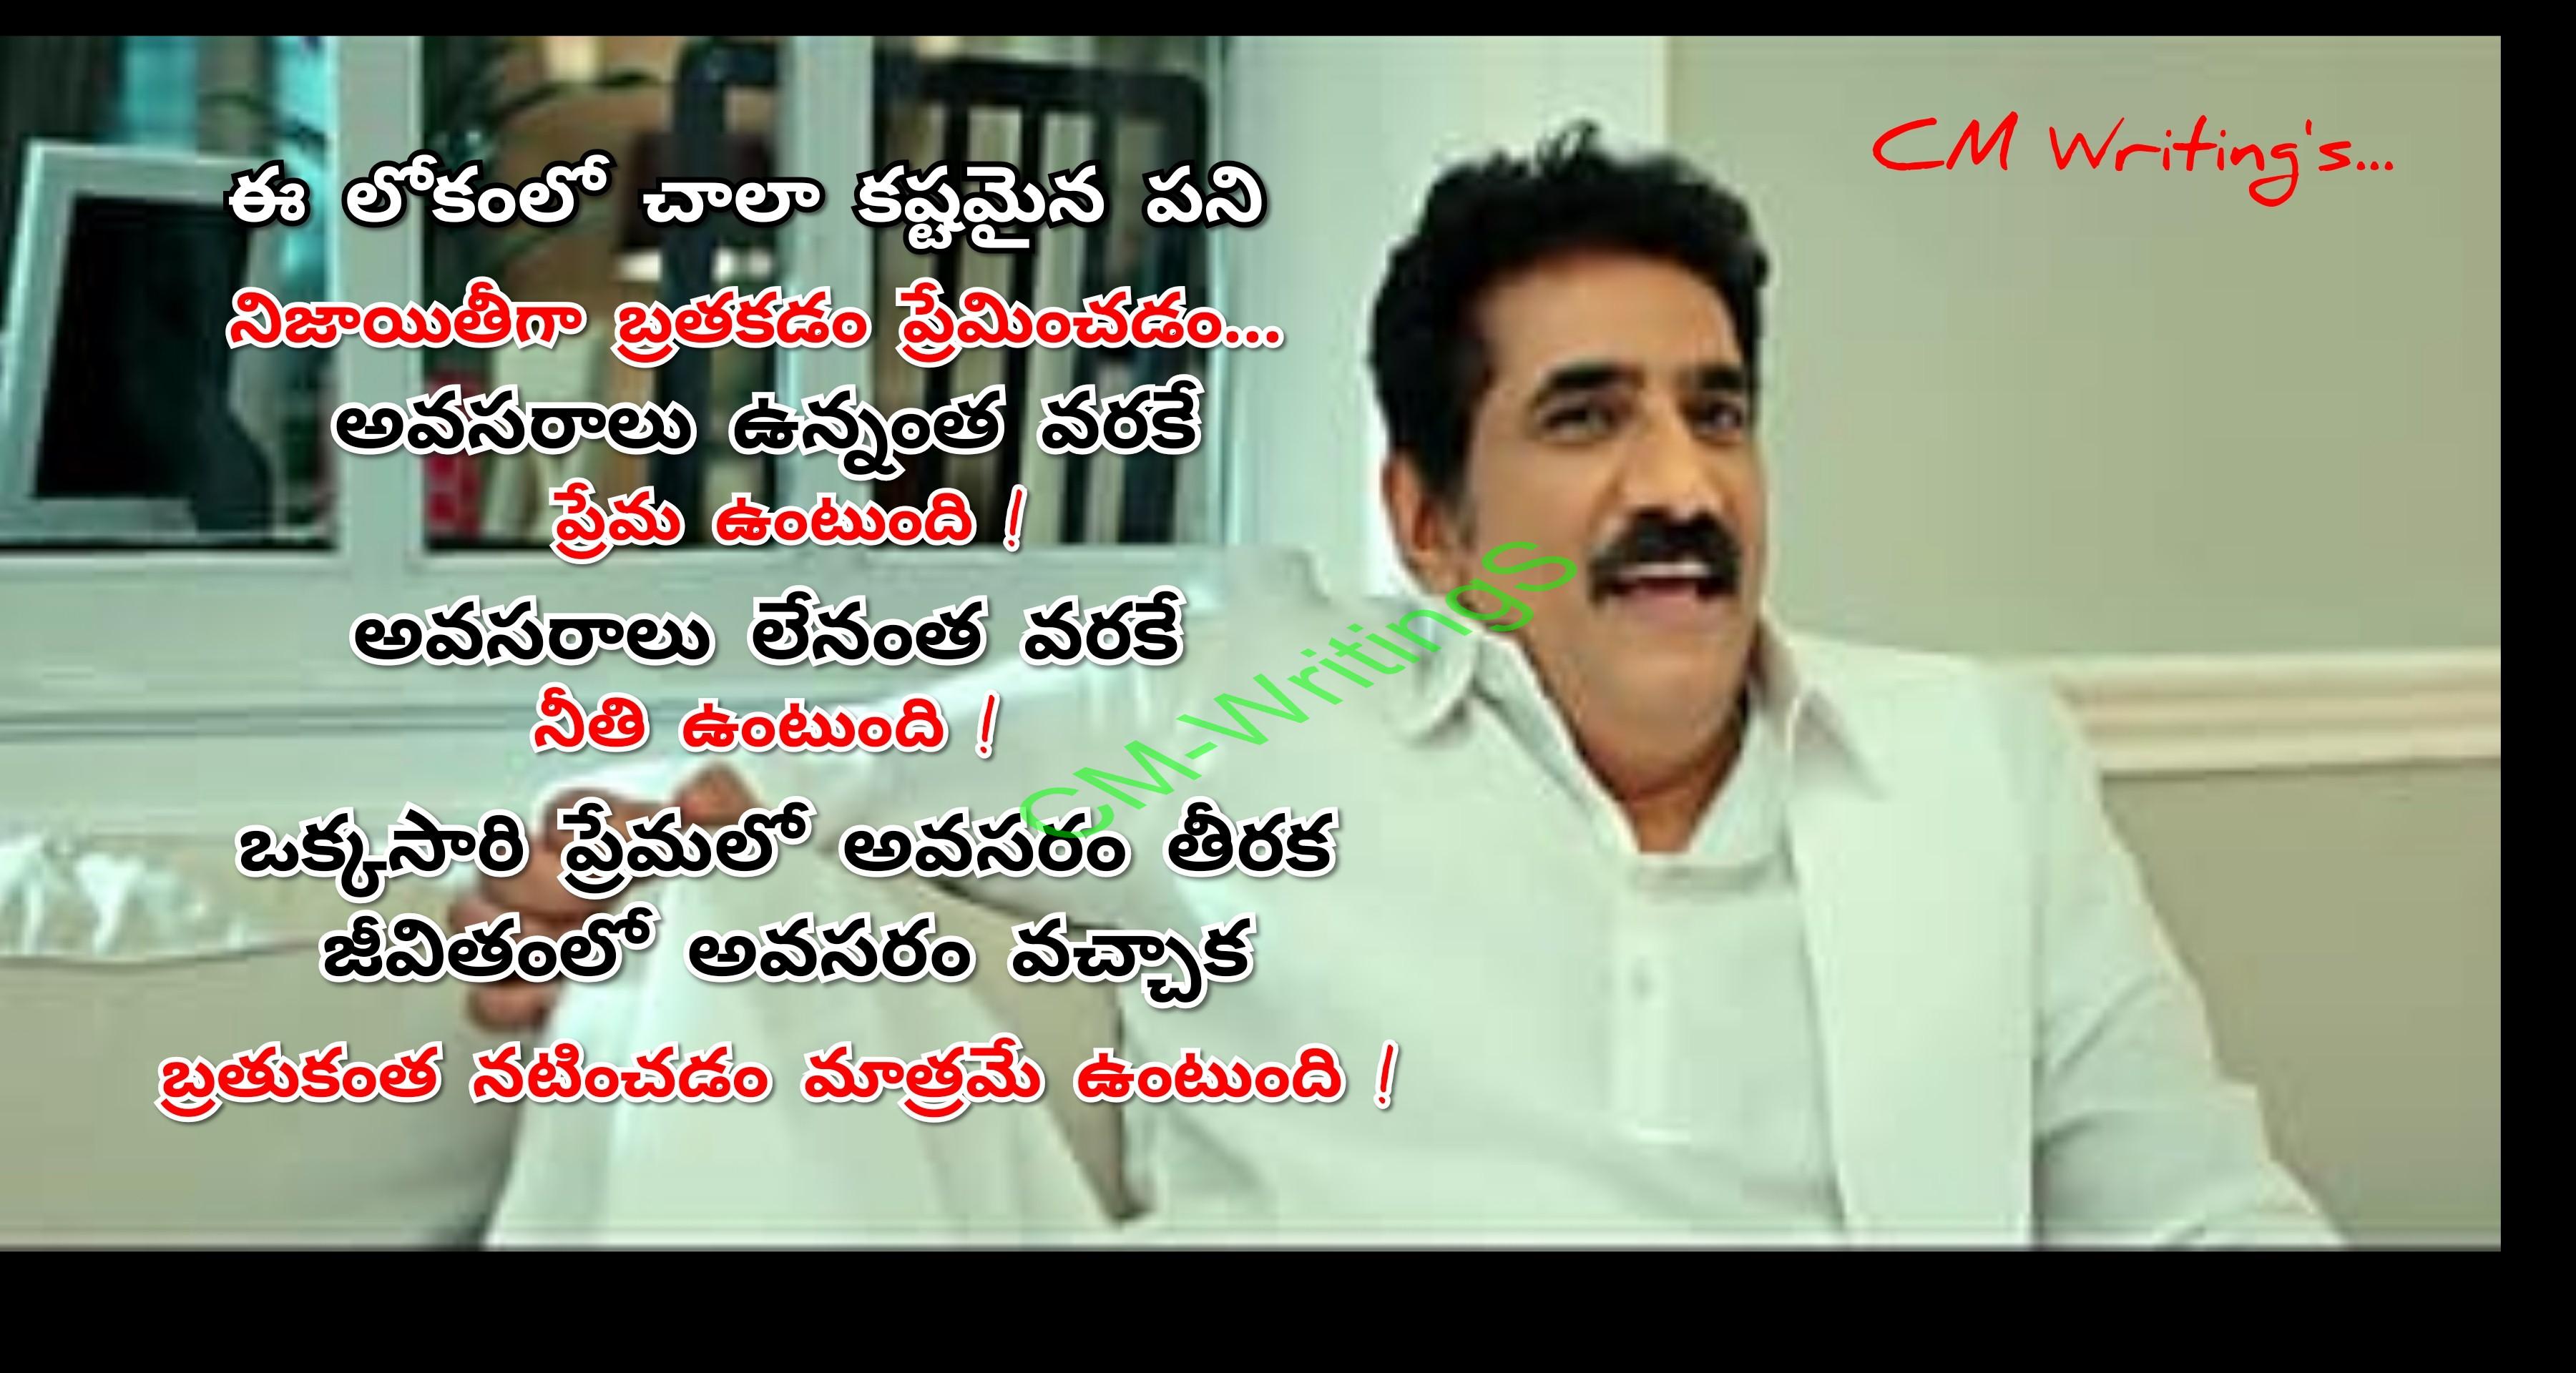 CM Writing's...
ఈ లోకంలో చాలా కష్టమైన పని
నిజాయితీగా బ్రతకడం ప్రేమించడం...
అవసరాలు ఉన్నంత వరకే
ప్రేమ ఉంటుంది !
అవసరాలు లేనంత వరకే
నీతి ఉంటుంది !
ఒక్కసారి ప్రేమలో అవసరం తీరక
జీవితంలో అవసరం వచ్చాక
బ్రతుకంత నటించడం మాత్రమే ఉంటుంది !
CM-Writings